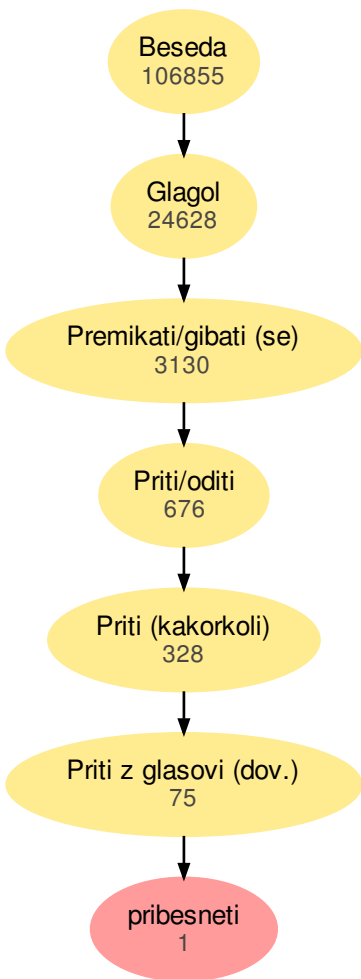 Beseda
106855
Glagol
24628
Premikati/gibati (se)
3130
Priti/oditi
676
Priti (kakorkoli)
328
Priti z glasovi (dov.)
75
pribesneti
1